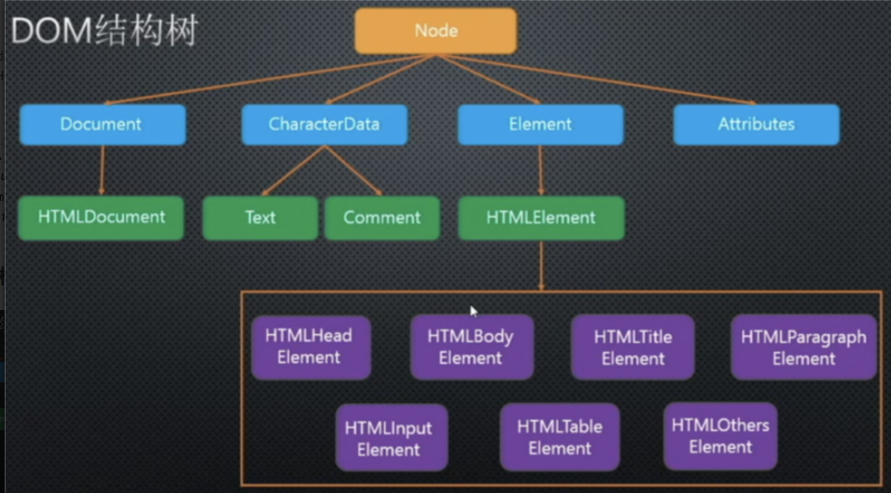 DOM结构树
Node
Document
CharacterData
Element
Attributes
HTMLDocument
Text
Comment
HTMLElement
HTMLHead
Element
HTMLBody
Element
HTMLTitle
Element
HTMLParagraph
Element
HTMLInput
Element
HTMLTable
Element
HTMLOthers
Element